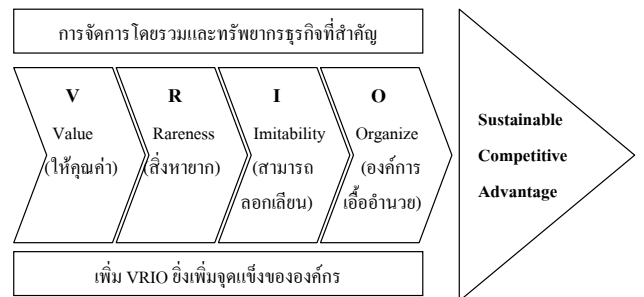 การจัดการโดยรวมและทรัพยากรธุรกิจที่สำคัญ
V
Value
(ให้คุณค่า)
R
Rareness
(สิ่งหายาก)
I
Imitability
(สามารถ
ลอกเลียน)
O
Organize
(องค์การ
เอื้ออำนวย)
Sustainable
Competitive
Advantage
เพิ่ม VRIO ยิ่งเพิ่มจุดแข็งขององค์กร